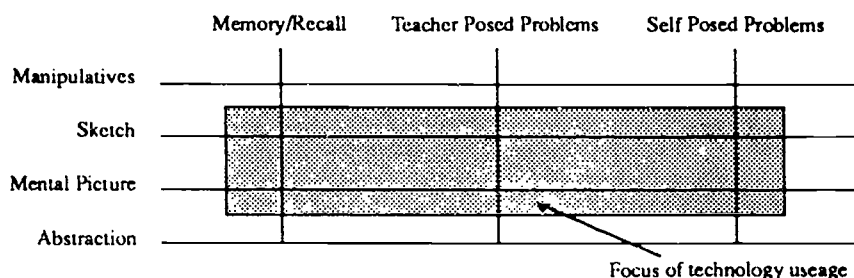 Memory/Recall Teacher Posed Problems Self Posed Problems
Manipulatives
Sketch
Mental Picture
Abstraction
Focus of technology useage